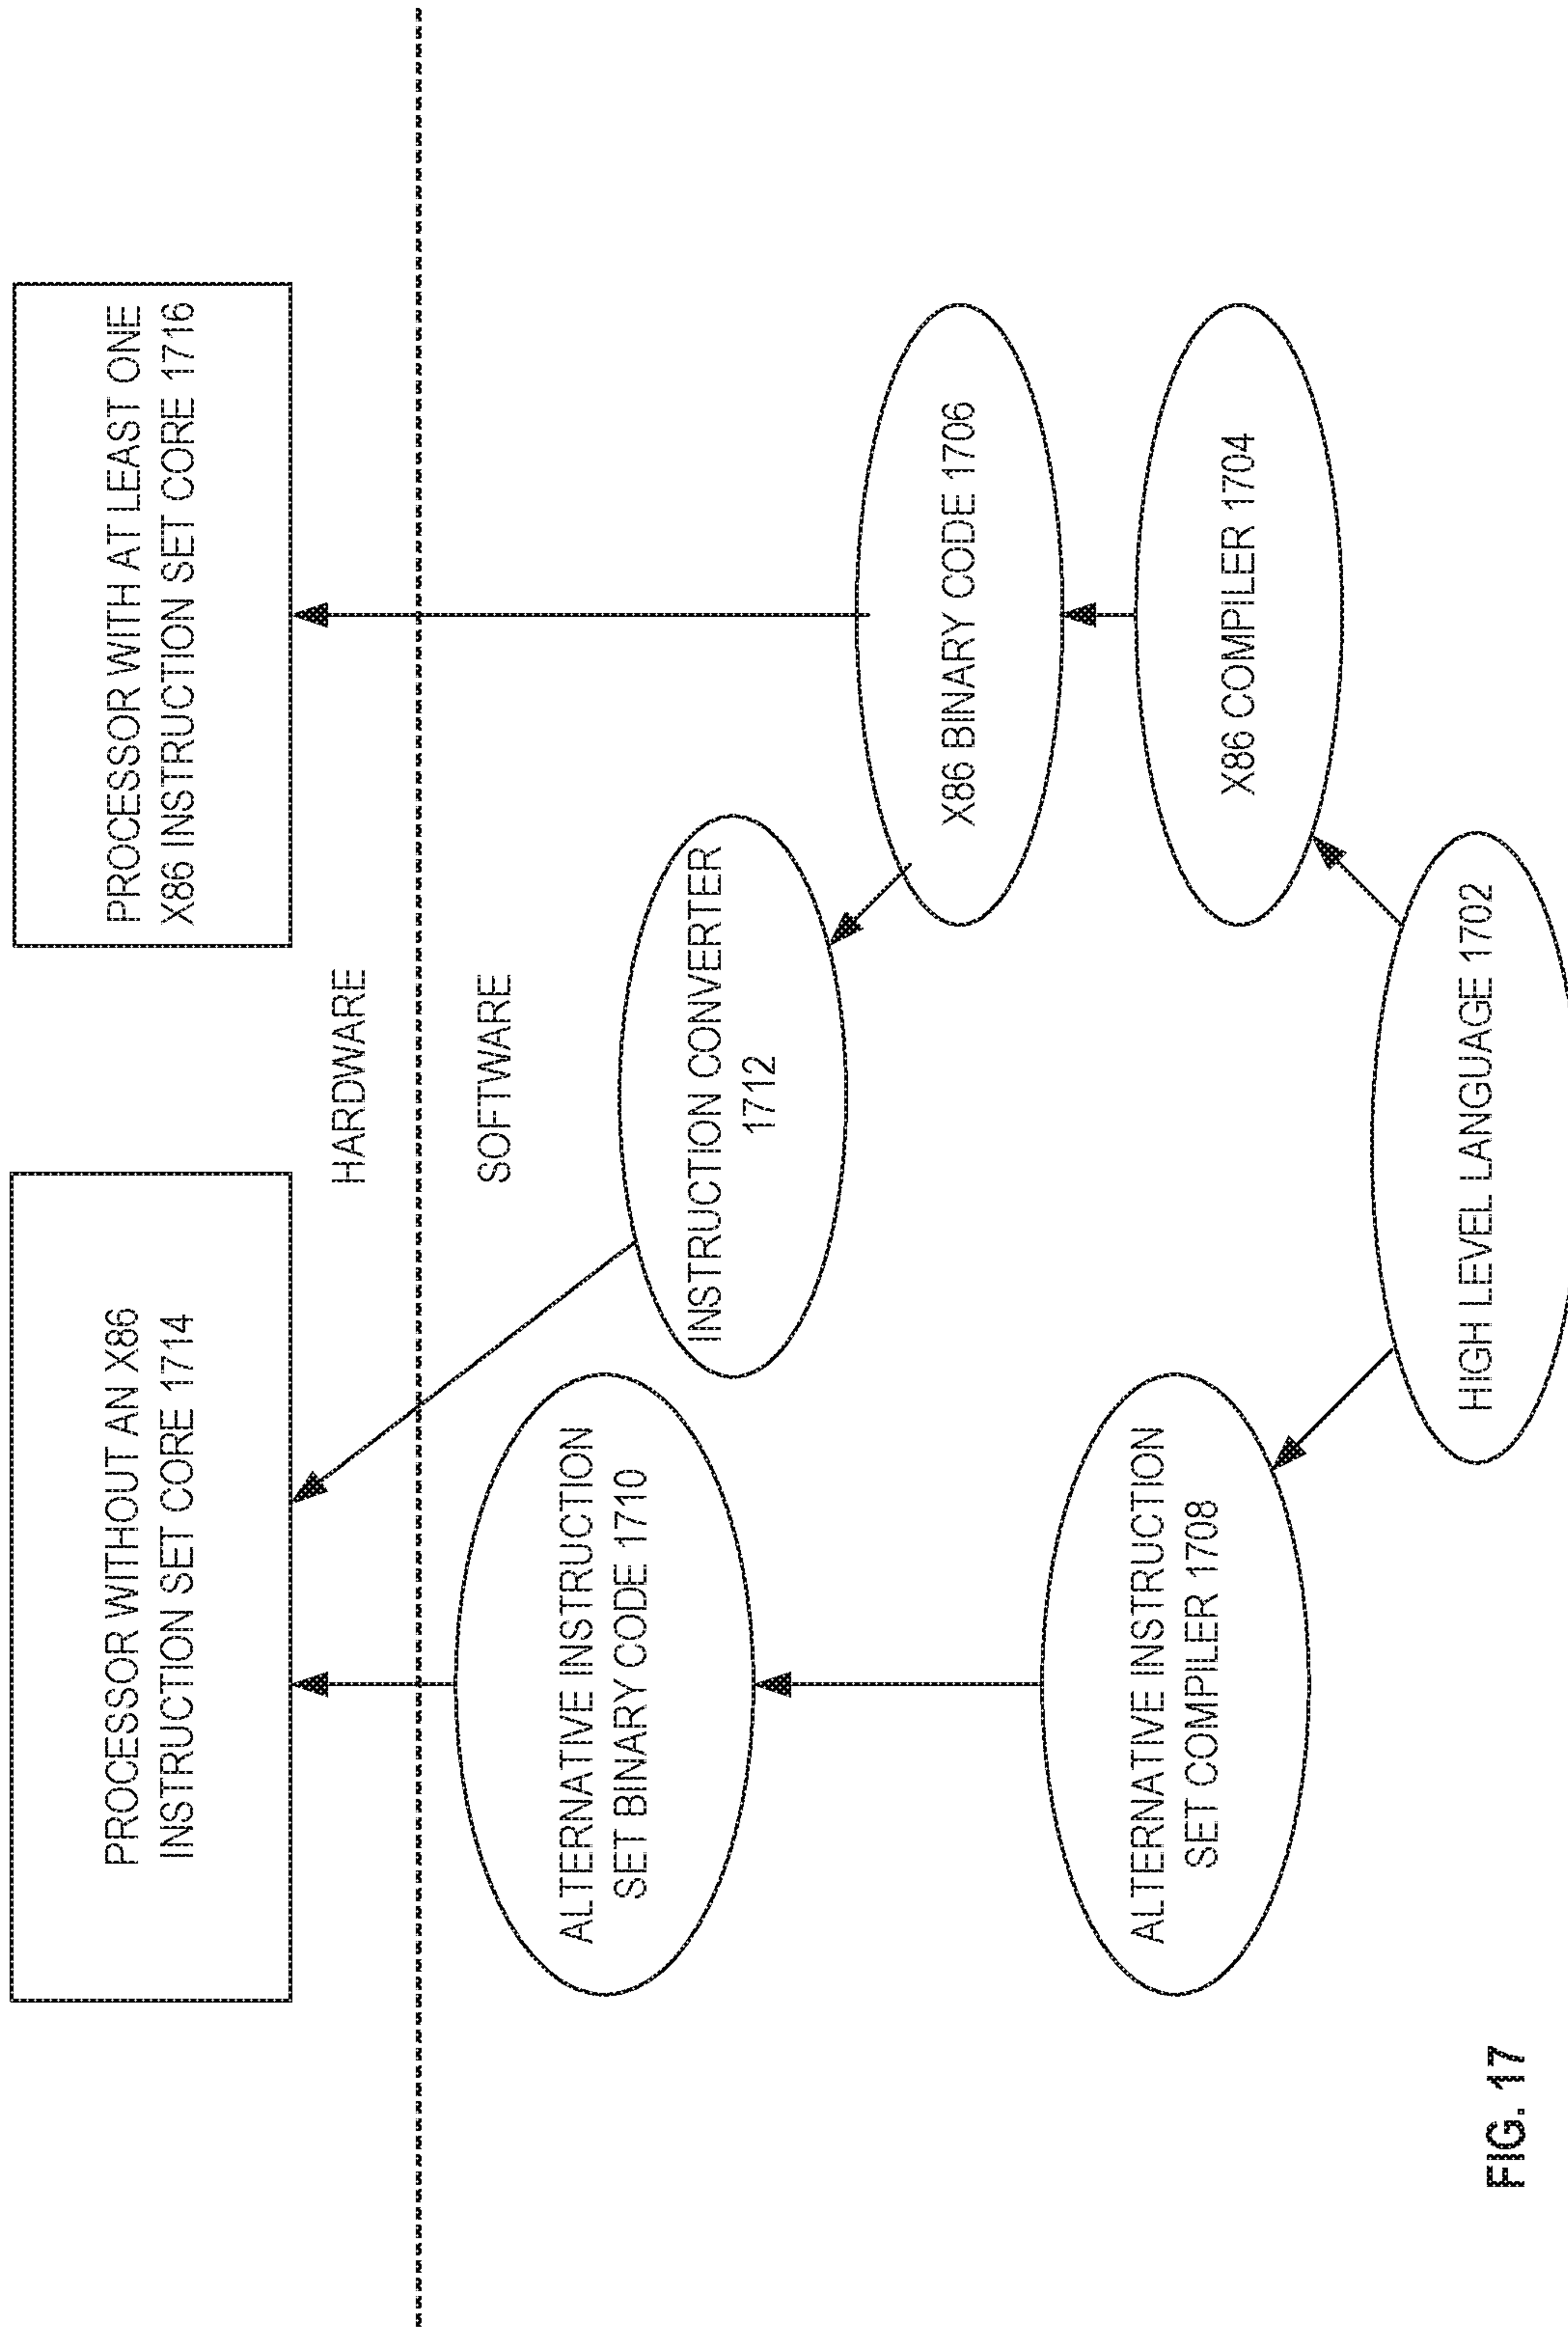 PROCESSOR WITHOUT AN X86
INSTRUCTION SET CORE 1714
PROCESSOR WITH AT LEAST ONE
X86 INSTRUCTION SET CORE 1716
HARDWARE
SOFTWARE
ALTERNATIVE INSTRUCTION
SET BINARY CODE 1710
INSTRUCTION CONVERTER
1712
X86 BINARY CODE 1706
ALTERNATIVE INSTRUCTION
SET COMPILER 1708
X86 COMPILER 1704
HIGH LEVEL LANGUAGE 1702
FIG. 17